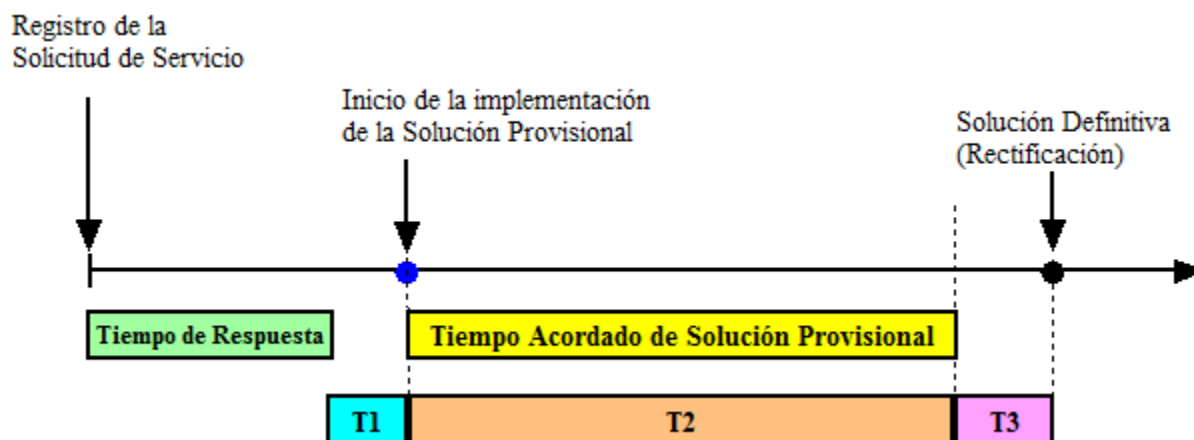 Registro de la
Solicitud de Servicio
Inicio de la implementación
de la Solución Provisional
Solución Definitiva
(Rectificación)
Tiempo de Respuesta
Tiempo Acordado de Solución Provisional
T1
T2
T3